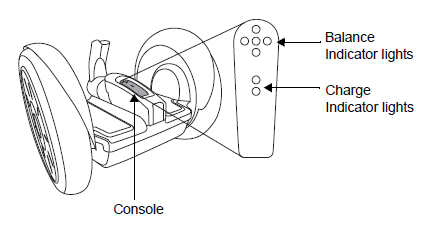 Balance
Indicator lights
Charge
Indicator lights
Console